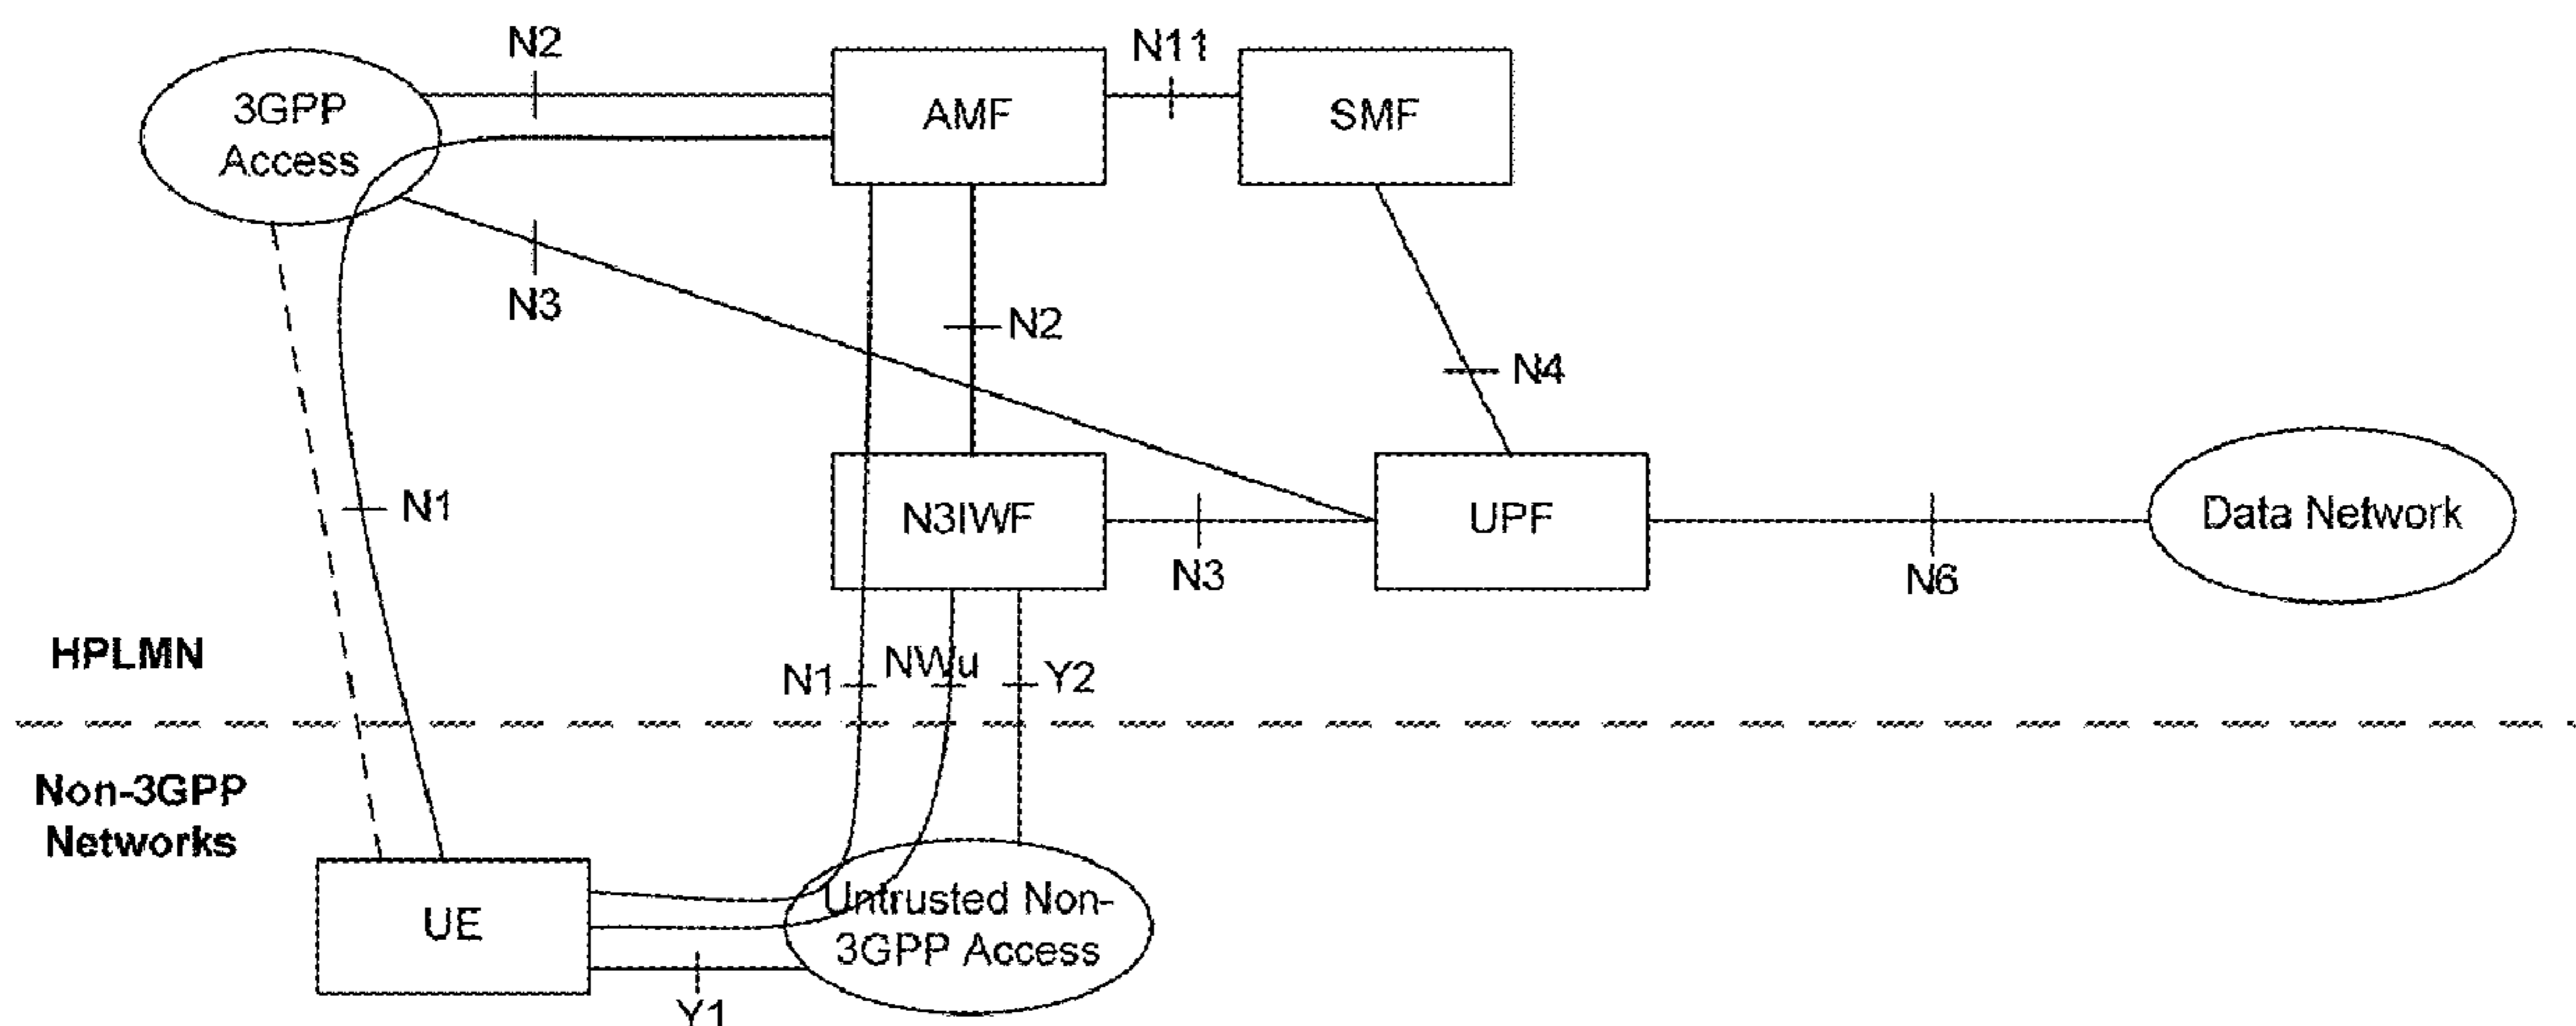 N2
N11
3GPP
Access
AMF
SMF
N3
N2
N4
N1
N3IWF
UPF
Data Network
N3
N6
HPLMN
N1
NWu
Y2
Non-3GPP
Networks
UE
Untrusted Non-
3GPP Access
Y1